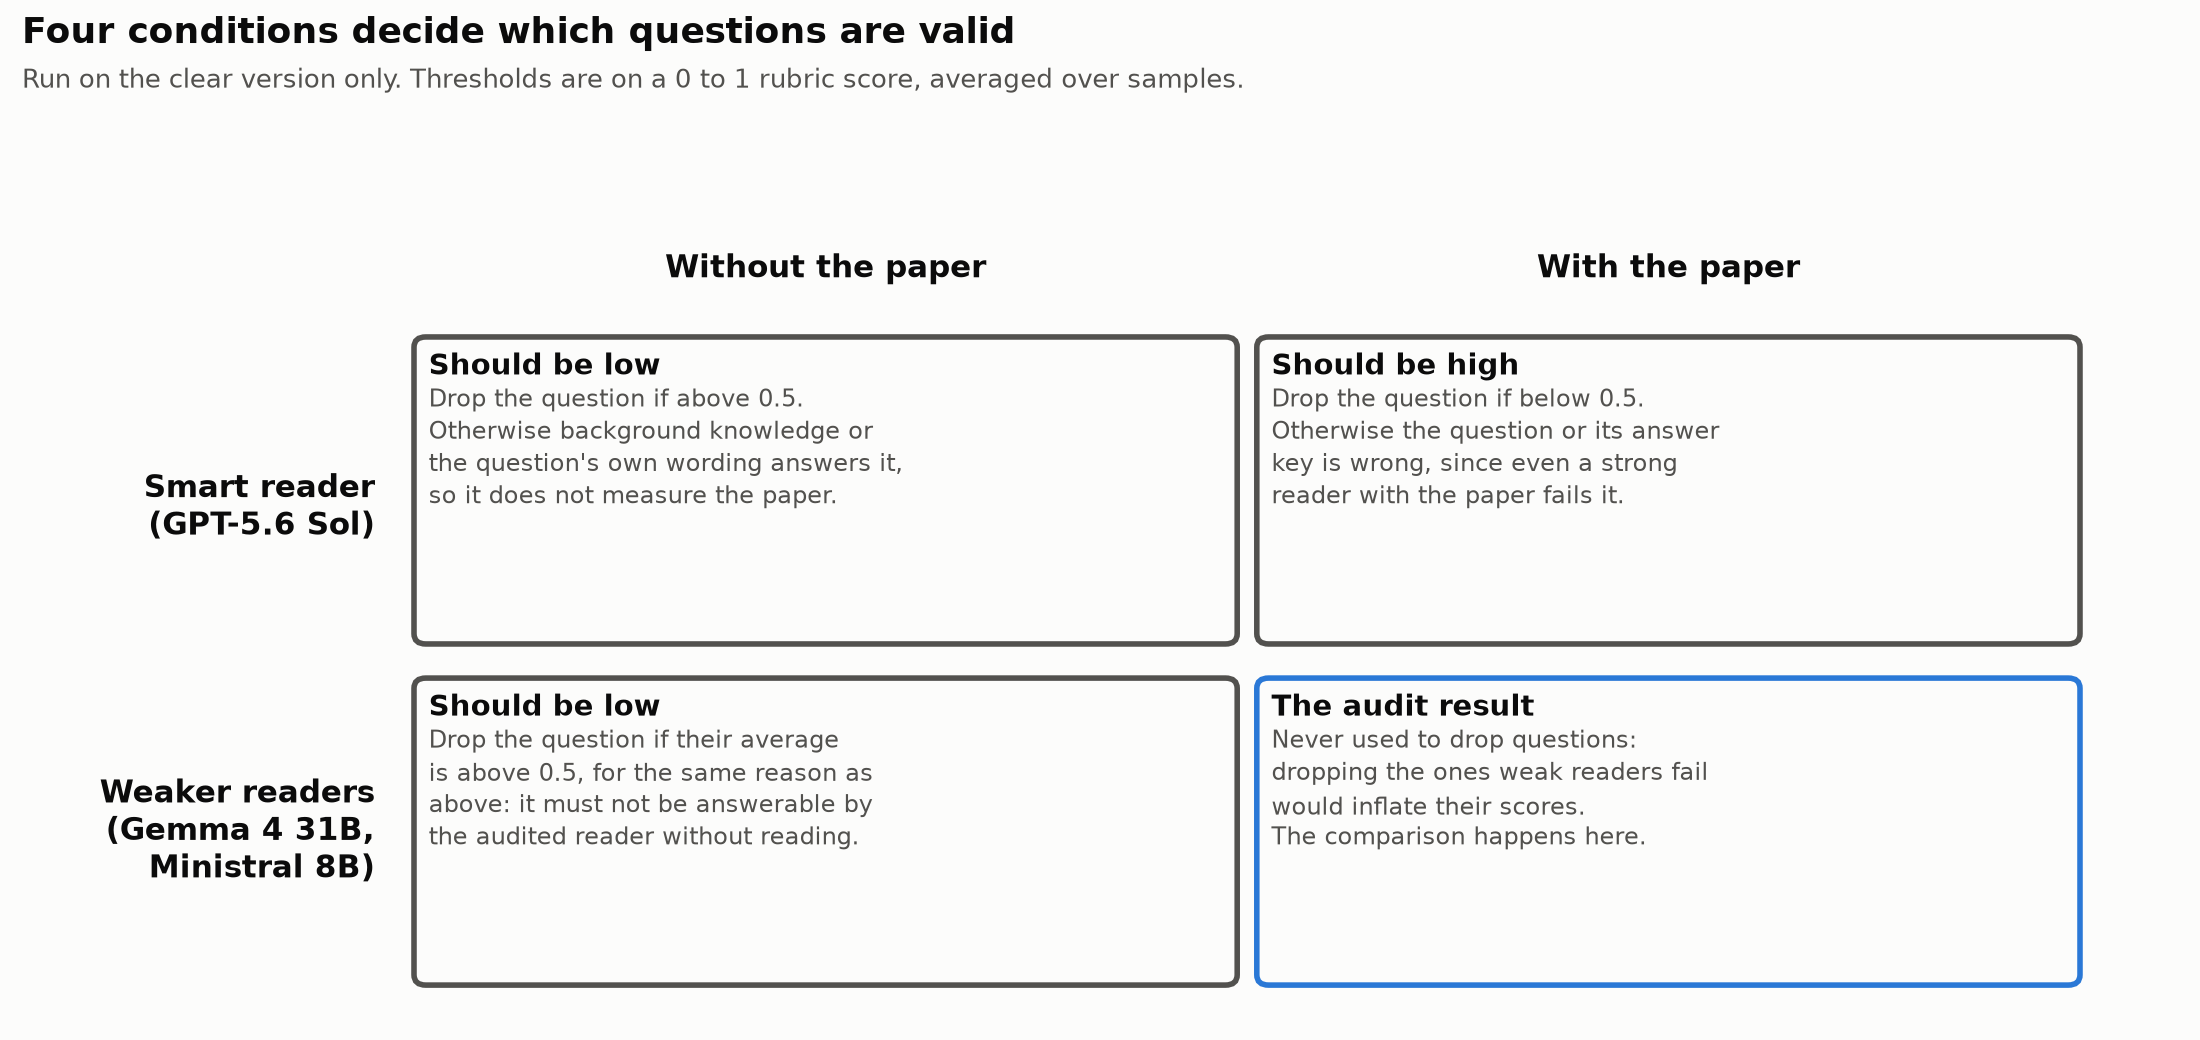 Four conditions decide which questions are valid
Run on the clear version only. Thresholds are on a 0 to 1 rubric score, averaged over samples.
Without the paper
With the paper
Smart reader
(GPT-5.6 Sol)
Should be low
Drop the question if above 0.5.
Otherwise background knowledge or
the question's own wording answers it,
so it does not measure the paper.
Should be high
Drop the question if below 0.5.
Otherwise the question or its answer
key is wrong, since even a strong
reader with the paper fails it.
Weaker readers
(Gemma 4 31B,
Ministral 8B)
Should be low
Drop the question if their average
is above 0.5, for the same reason as
above: it must not be answerable by
the audited reader without reading.
The audit result
Never used to drop questions:
dropping the ones weak readers fail
would inflate their scores.
The comparison happens here.